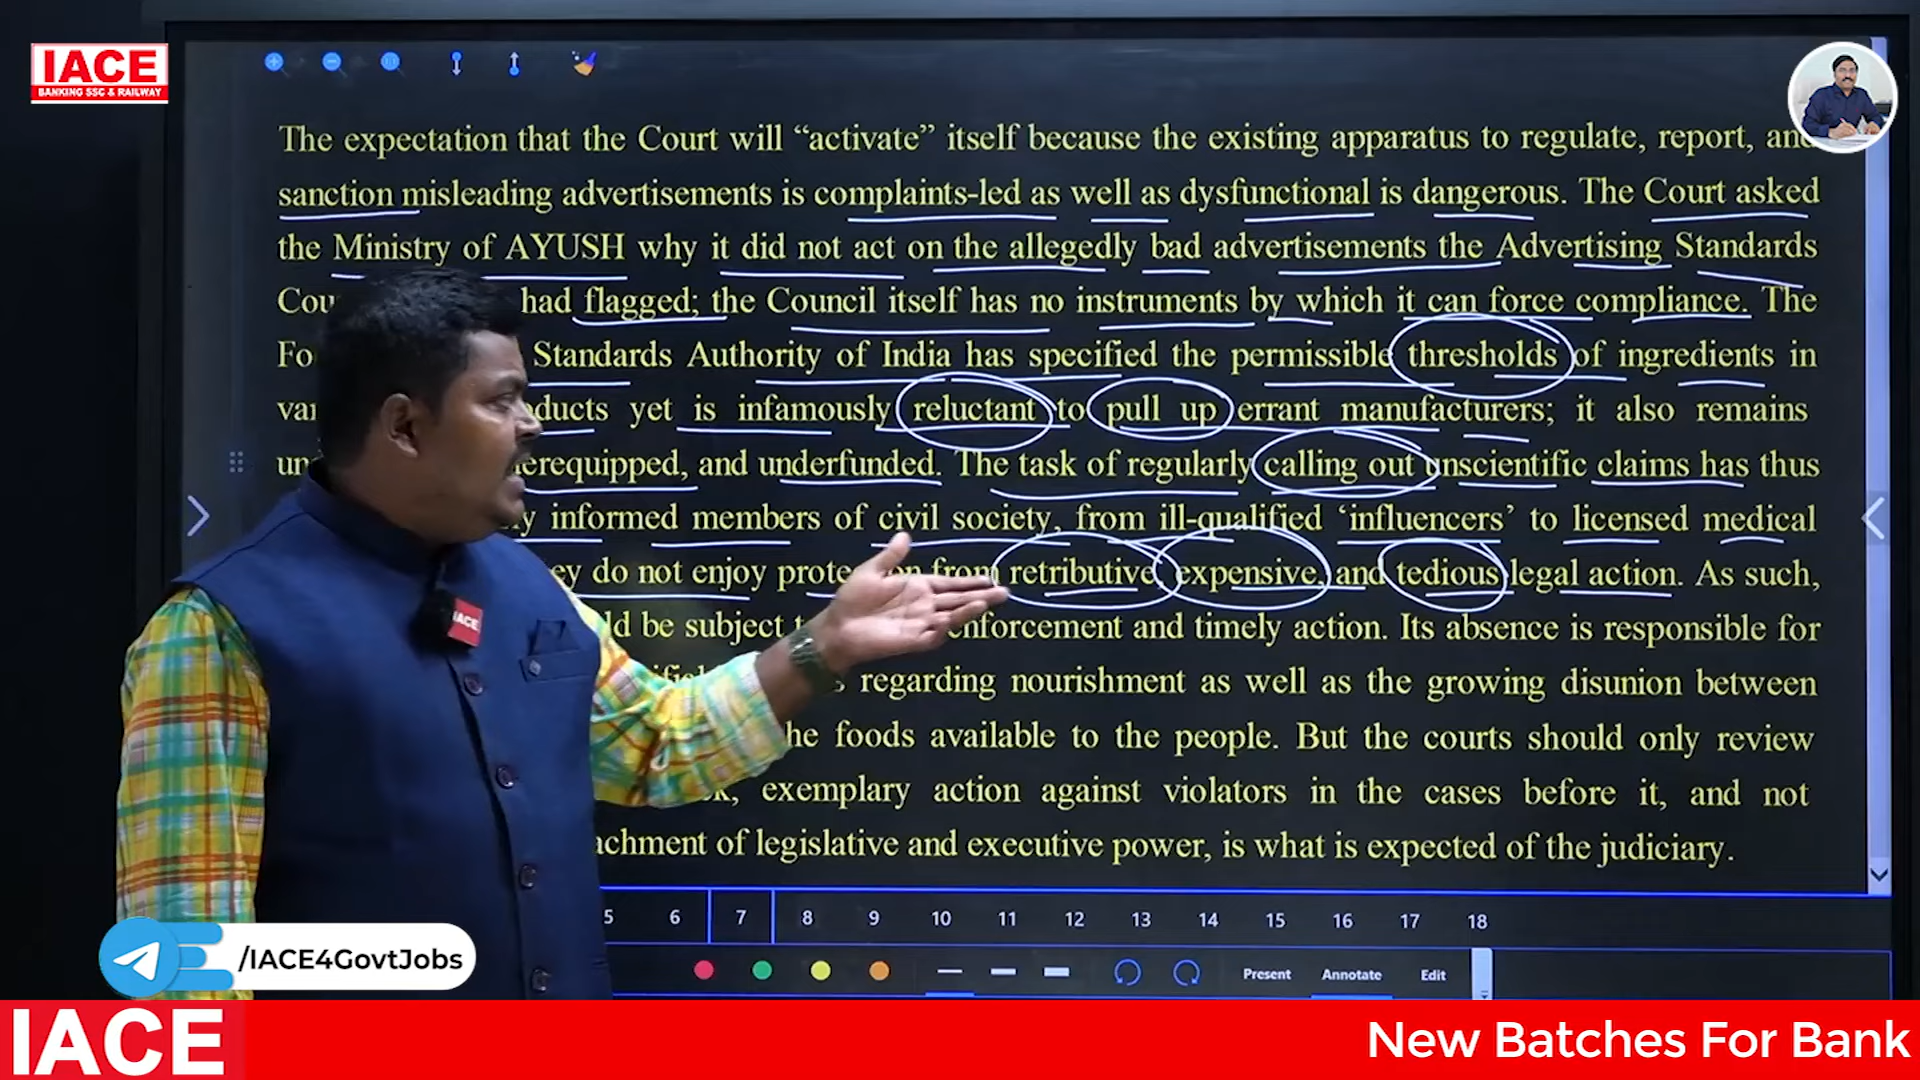 IACE
BANKING SSC & RAILWAY
The expectation that the Court will “activate” itself because the existing apparatus to regulate, report, and
sanction misleading advertisements is complaints-led as well as dysfunctional is dangerous. The Court asked
the Ministry of AYUSH why it did not act on the allegedly bad advertisements the Advertising Standards
had flagged; the Council itself has no instruments by which it can force compliance. The
Standards Authority of India has specified the permissible thresholds of ingredients in
yet is infamously reluctant to pull up errant manufacturers; it also remains
and underfunded. The task of regularly calling out unscientific claims has thus
informed members of civil society, from ill-qualified ‘influencers’ to licensed medical
do not enjoy protection from retributive, expensive, and tedious legal action. As such,
be subject enforcement and timely action. Its absence is responsible for
regarding nourishment as well as the growing disunion between
the foods available to the people. But the courts should only review
exemplary action against violators in the cases before it, and not
of legislative and executive power, is what is expected of the judiciary.
IACE
5 6 7 8 9 10 11 12 13 14 15 16 17 18
Present Annotate Edit
/IACE4GovtJobs
IACE
New Batches For Bank